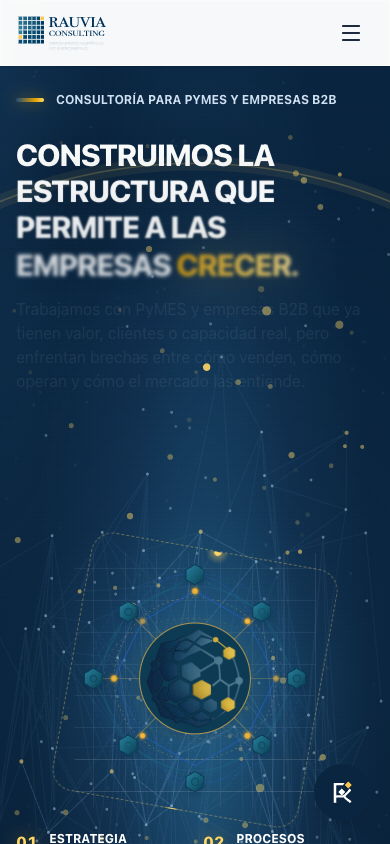 RAUVIA
CONSULTING
CONSULTORÍA PARA PYMES Y EMPRESAS B2B
CONSTRUIMOS LA
ESTRUCTURA QUE
PERMITE A LAS
EMPRESAS CRECER.
Trabajamos con PyMES y empresas B2B que ya
tienen valor, clientes o capacidad real, pero
enfrentan brechas entre cómo venden, cómo
operan y cómo el mercado las entiende.
01 ESTRATEGIA
02 PROCESOS